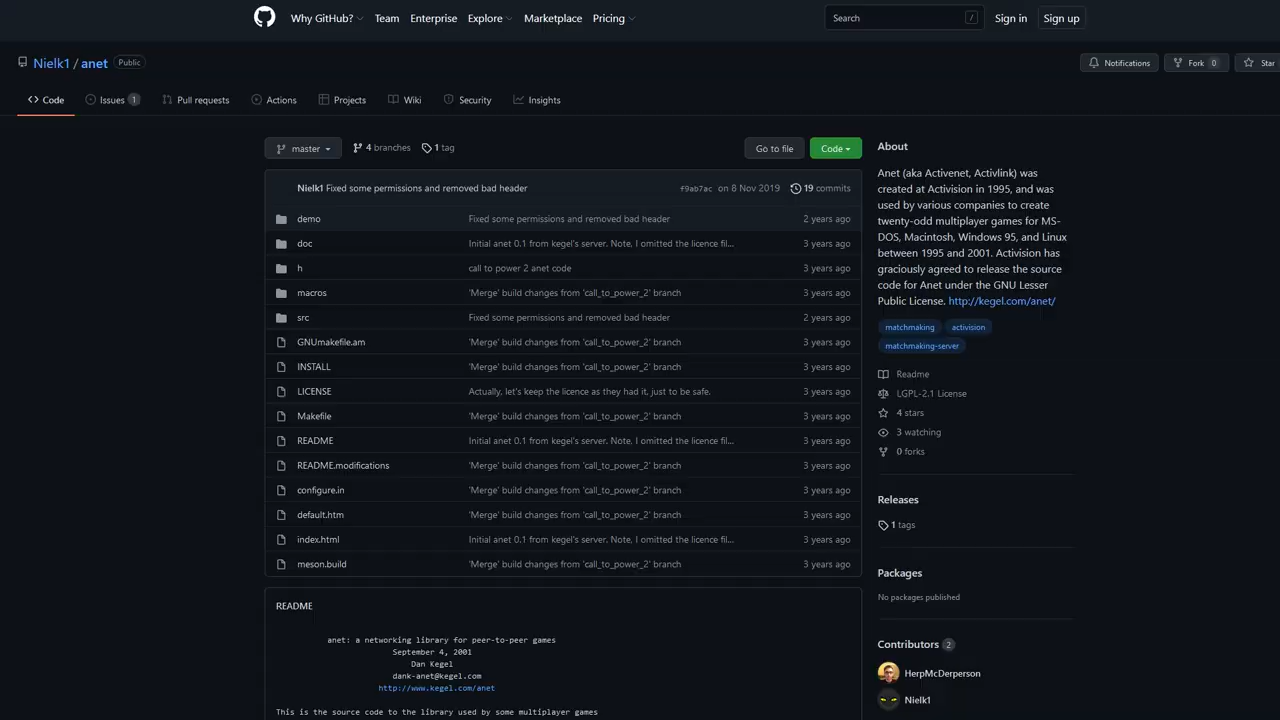 Why GitHub? Team Enterprise Explore Marketplace Pricing Search / Sign in Sign up
Nielk1 / anet Public Notifications Fork 0 Star
Code Issues 1 Pull requests Actions Projects Wiki Security Insights
master 4 branches 1 tag Go to file Code
Nielk1 Fixed some permissions and removed bad header f9ab7ac on 8 Nov 2019 19 commits
demo Fixed some permissions and removed bad header 2 years ago
doc Initial anet 0.1 from kegel's server. Note, I omitted the licence fil... 3 years ago
h call to power 2 anet code 3 years ago
macros 'Merge' build changes from 'call_to_power_2' branch 3 years ago
src Fixed some permissions and removed bad header 2 years ago
GNUmakefile.am 'Merge' build changes from 'call_to_power_2' branch 3 years ago
INSTALL 'Merge' build changes from 'call_to_power_2' branch 3 years ago
LICENSE Actually, let's keep the licence as they had it, just to be safe. 3 years ago
Makefile 'Merge' build changes from 'call_to_power_2' branch 3 years ago
README Initial anet 0.1 from kegel's server. Note, I omitted the licence fil... 3 years ago
README.modifications 'Merge' build changes from 'call_to_power_2' branch 3 years ago
configure.in 'Merge' build changes from 'call_to_power_2' branch 3 years ago
default.htm 'Merge' build changes from 'call_to_power_2' branch 3 years ago
index.html Initial anet 0.1 from kegel's server. Note, I omitted the licence fil... 3 years ago
meson.build 'Merge' build changes from 'call_to_power_2' branch 3 years ago
README
anet: a networking library for peer-to-peer games
September 4, 2001
Dan Kegel
dank-anet@kegel.com
http://www.kegel.com/anet
This is the source code to the library used by some multiplayer games
About
Anet (aka Activenet, Activlink) was
created at Activision in 1995, and was
used by various companies to create
twenty-odd multiplayer games for MS-
DOS, Macintosh, Windows 95, and Linux
between 1995 and 2001. Activision has
graciously agreed to release the source
code for Anet under the GNU Lesser
Public License. http://kegel.com/anet/
matchmaking activision
matchmaking-server
Readme
LGPL-2.1 License
4 stars
3 watching
0 forks
Releases
1 tags
Packages
No packages published
Contributors 2
HerpMcDerperson
Nielk1